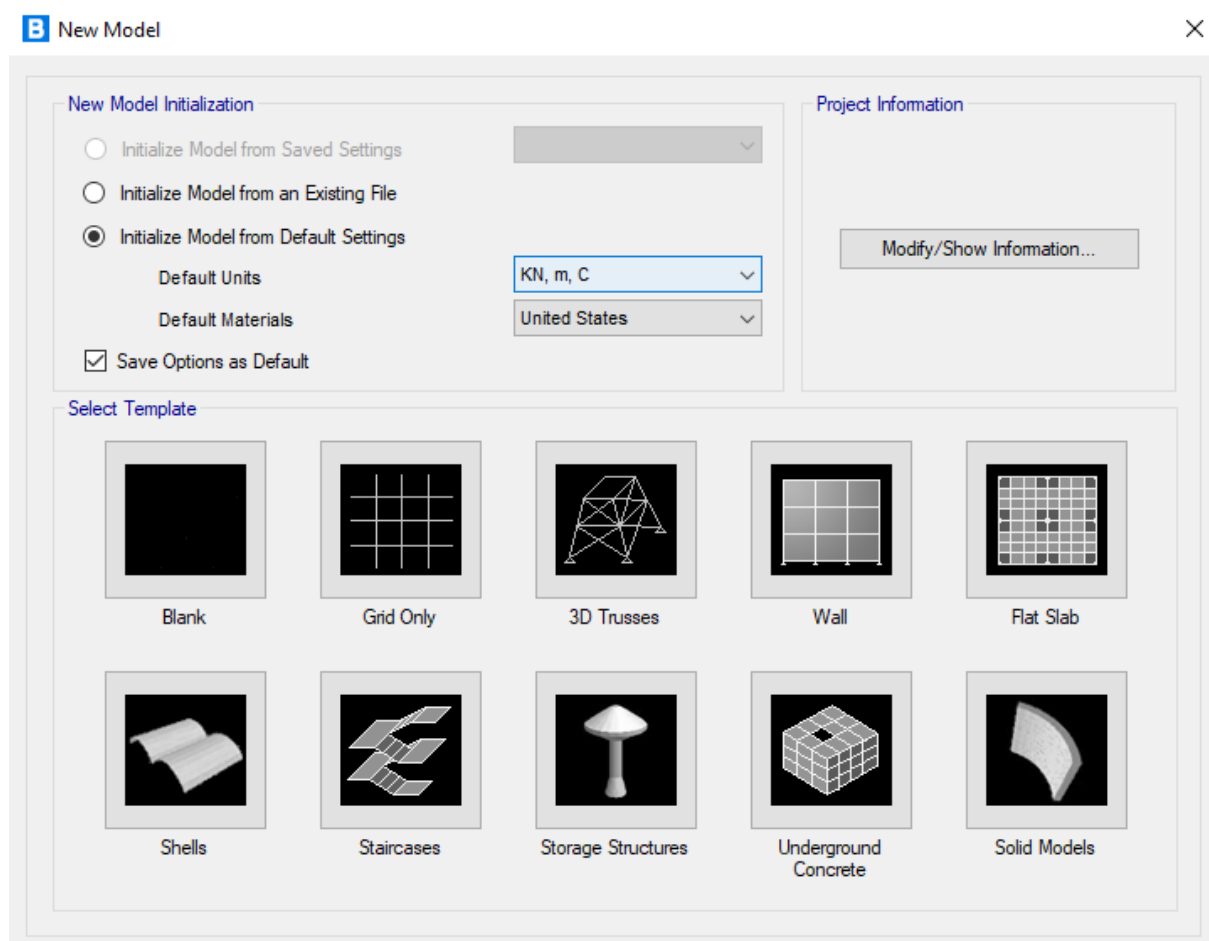 B New Model
New Model Initialization
Initialize Model from Saved Settings
Initialize Model from an Existing File
Initialize Model from Default Settings
Default Units
KN, m, C
Default Materials
United States
Save Options as Default
Project Information
Modify/Show Information...
Select Template
Blank
Grid Only
3D Trusses
Wall
Flat Slab
Shells
Staircases
Storage Structures
Underground
Concrete
Solid Models